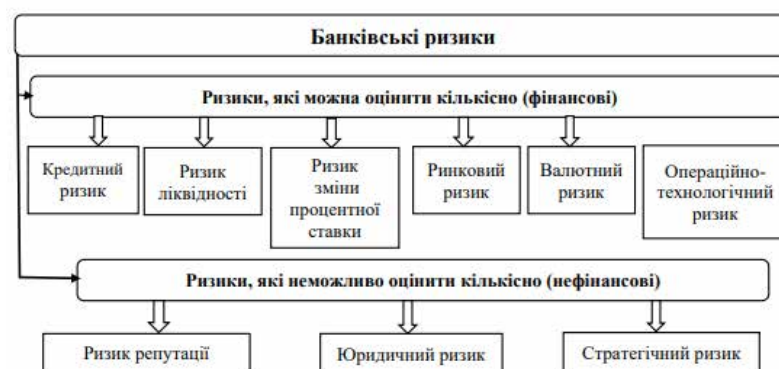 Банківські ризики
Ризики, які можна оцінити кількісно (фінансові)
Кредитний
ризик
Ризик
ліквідності
Ризик
зміни
процентної
ставки
Ринковий
ризик
Валютний
ризик
Операційно-
технологічний
ризик
Ризики, які неможливо оцінити кількісно (нефінансові)
Ризик репутації
Юридичний ризик
Стратегічний ризик